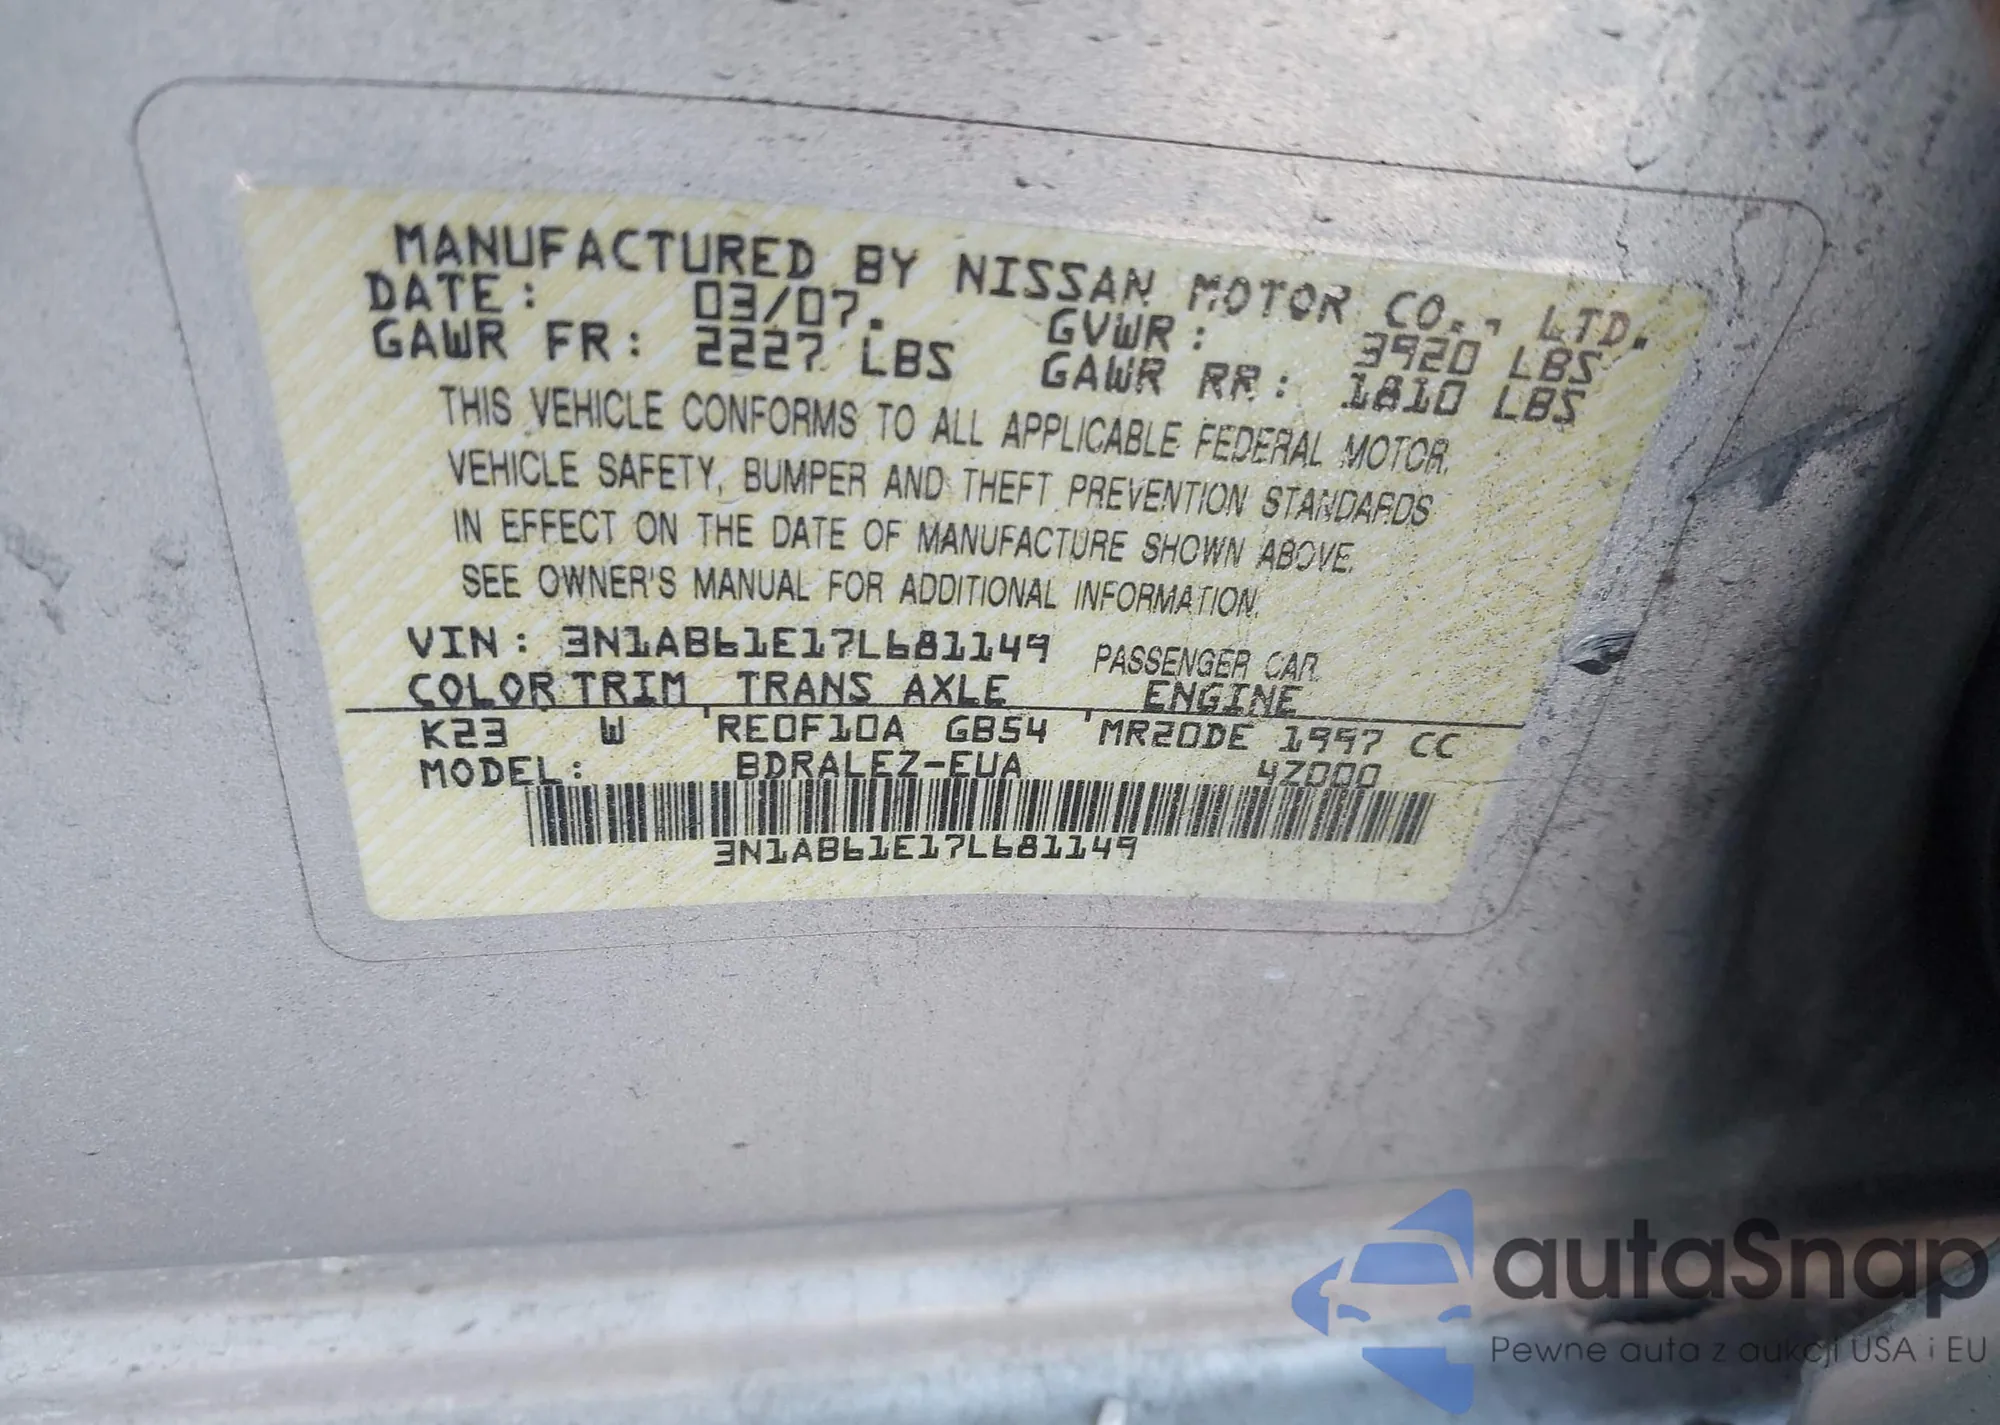 MANUFACTURED BY NISSAN MOTOR CO., LTD.
DATE: 03/07. GVWR: 3920 LBS
GAWR FR: 2227 LBS GAWR RR: 1810 LBS
THIS VEHICLE CONFORMS TO ALL APPLICABLE FEDERAL MOTOR
VEHICLE SAFETY, BUMPER AND THEFT PREVENTION STANDARDS
IN EFFECT ON THE DATE OF MANUFACTURE SHOWN ABOVE.
SEE OWNER'S MANUAL FOR ADDITIONAL INFORMATION.
VIN: 3N1AB61E17L681149 PASSENGER CAR
COLOR TRIM TRANS AXLE ENGINE
K23 W RE0F10A GB54 MR20DE 1997 CC
MODEL: BDRALEZ-EUA 4Z000
3N1AB61E17L681149
autaSnap
Pewne auta z aukcji USA i EU